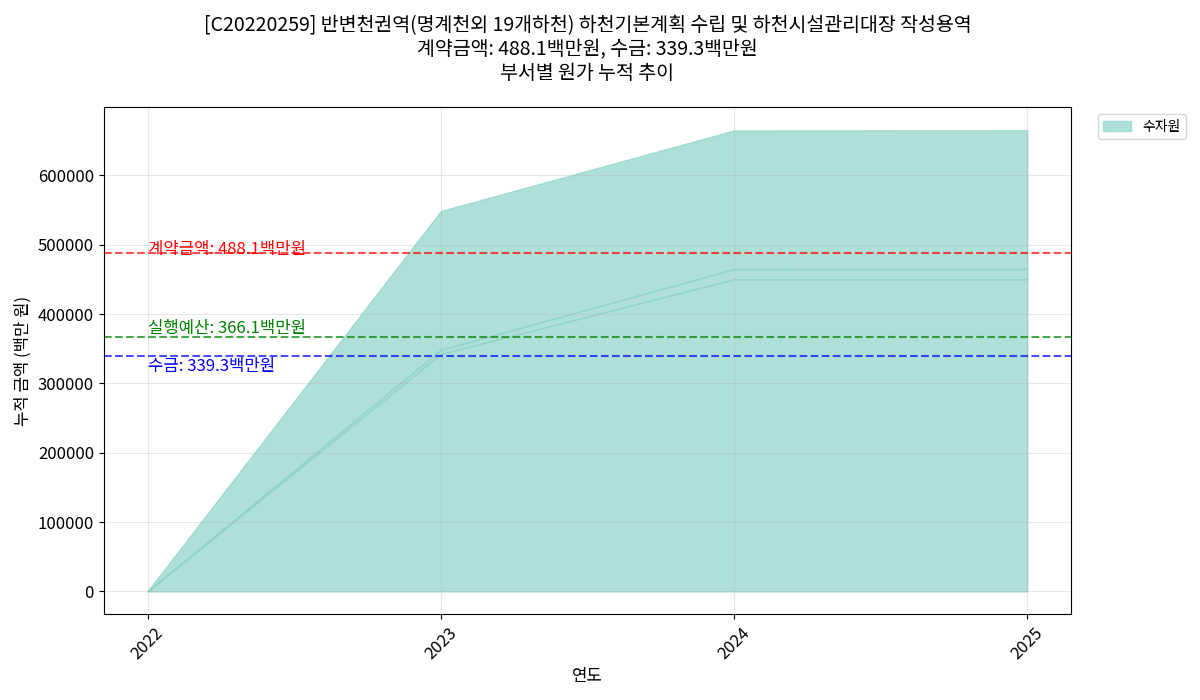 [C20220259] 반변천권역(명계천외 19개하천) 하천기본계획 수립 및 하천시설관리대장 작성용역
계약금액: 488.1백만원, 수금: 339.3백만원
부서별 원가 누적 추이
수자원
누적 금액 (백만 원)
600000
500000
400000
300000
200000
100000
0
계약금액: 488.1백만원
실행예산: 366.1백만원
수금: 339.3백만원
2022
2023
2024
2025
연도